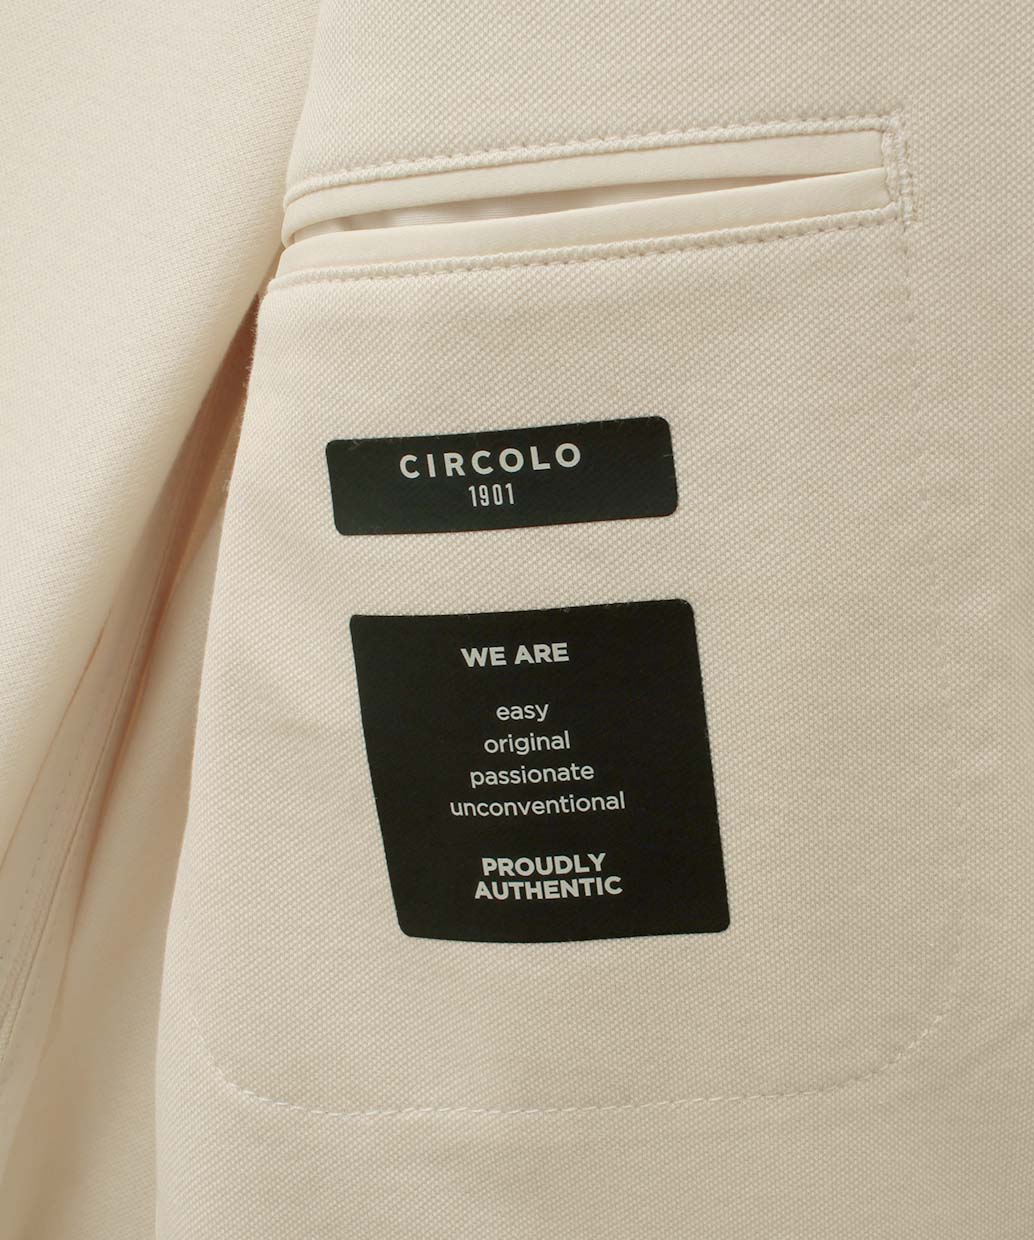 CIRCOLO
1901
WE ARE
easy
original
passionate
unconventional
PROUDLY
AUTHENTIC